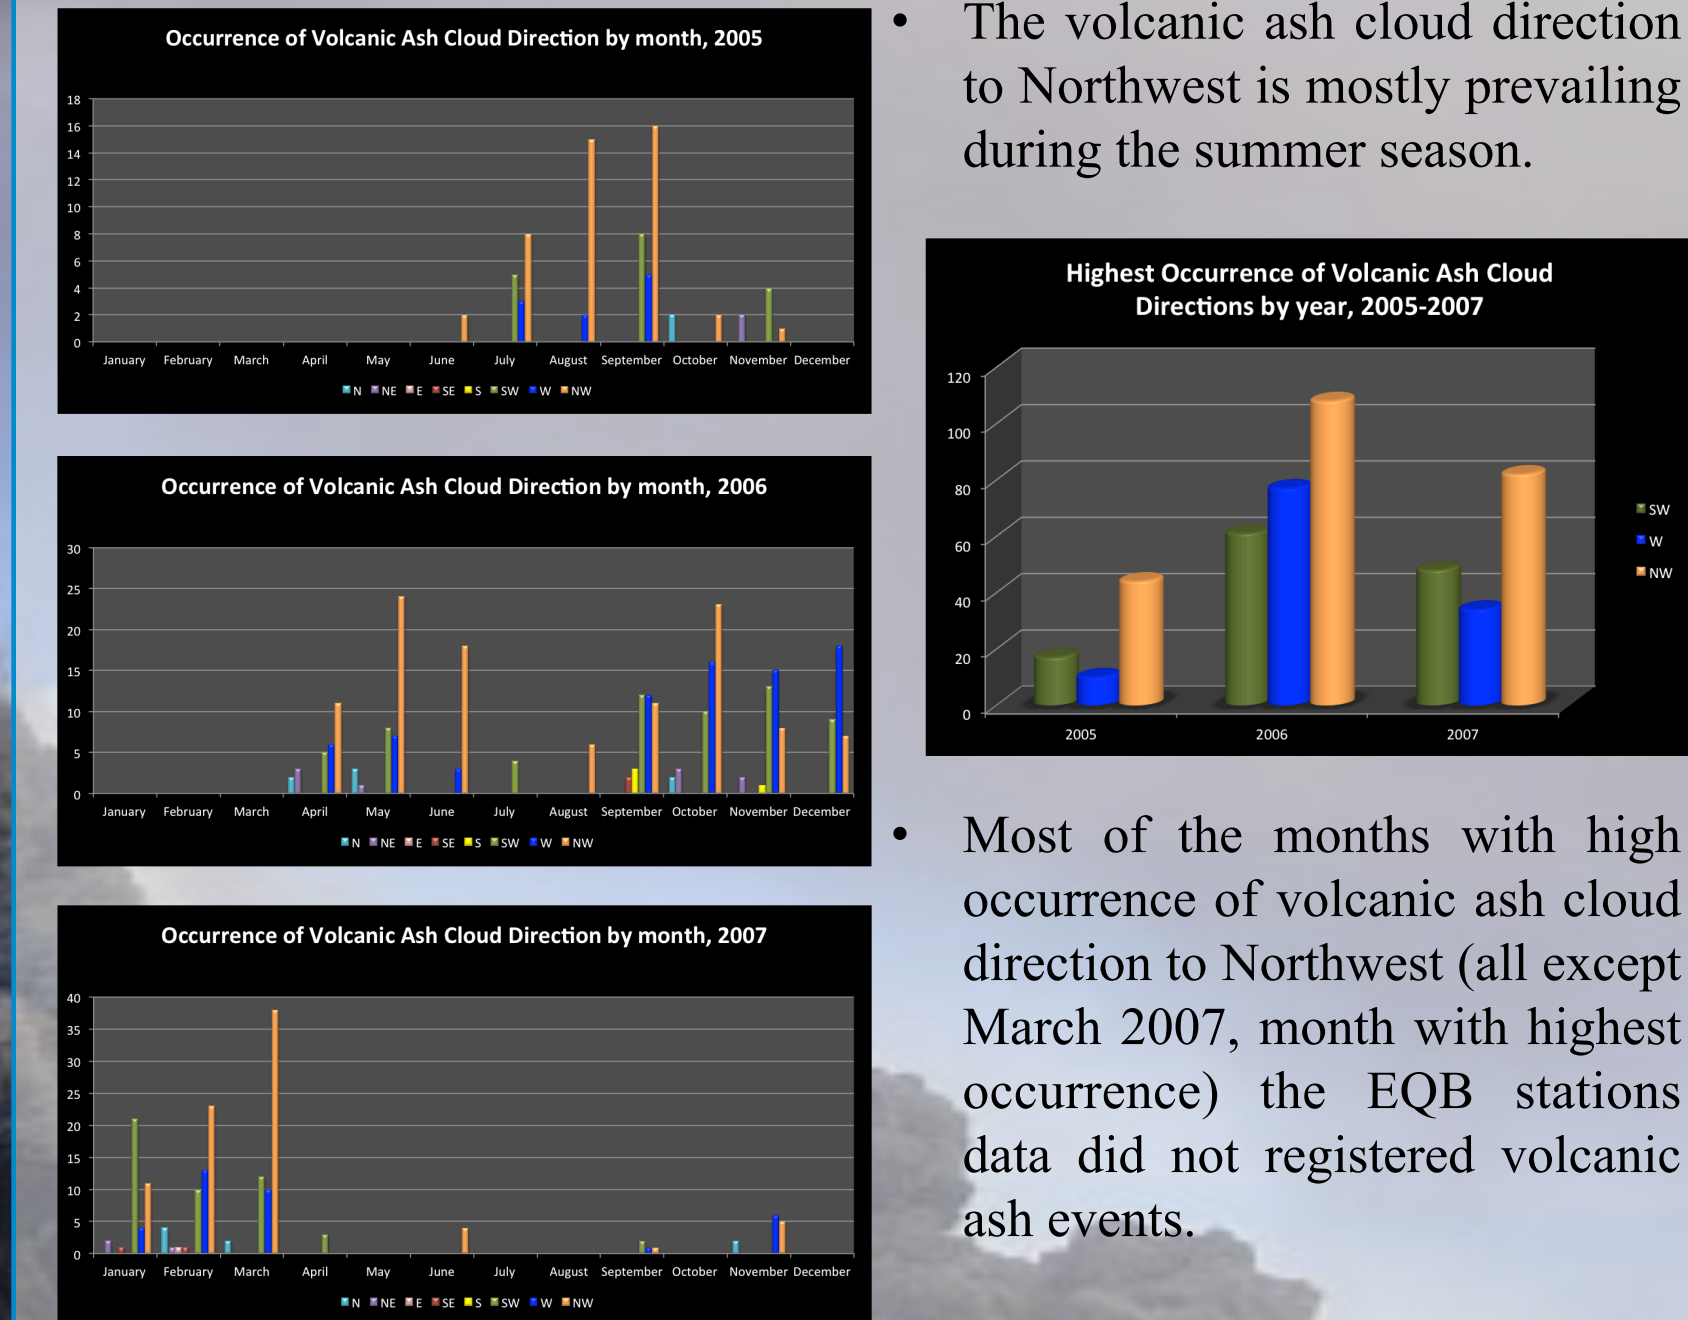 Occurrence of Volcanic Ash Cloud Direction by month, 2005
18
16
14
12
10
8
6
4
2
0
January February March April May June July August September October November December
N NE E SE S SW W NW
Occurrence of Volcanic Ash Cloud Direction by month, 2006
30
25
20
15
10
5
0
January February March April May June July August September October November December
N NE E SE S SW W NW
Occurrence of Volcanic Ash Cloud Direction by month, 2007
40
35
30
25
20
15
10
5
0
January February March April May June July August September October November December
N NE E SE S SW W NW
• The volcanic ash cloud direction
to Northwest is mostly prevailing
during the summer season.
Highest Occurrence of Volcanic Ash Cloud
Directions by year, 2005-2007
120
100
80
60
40
20
0
2005 2006 2007
SW
W
NW
• Most of the months with high
occurrence of volcanic ash cloud
direction to Northwest (all except
March 2007, month with highest
occurrence) the EQB stations
data did not registered volcanic
ash events.